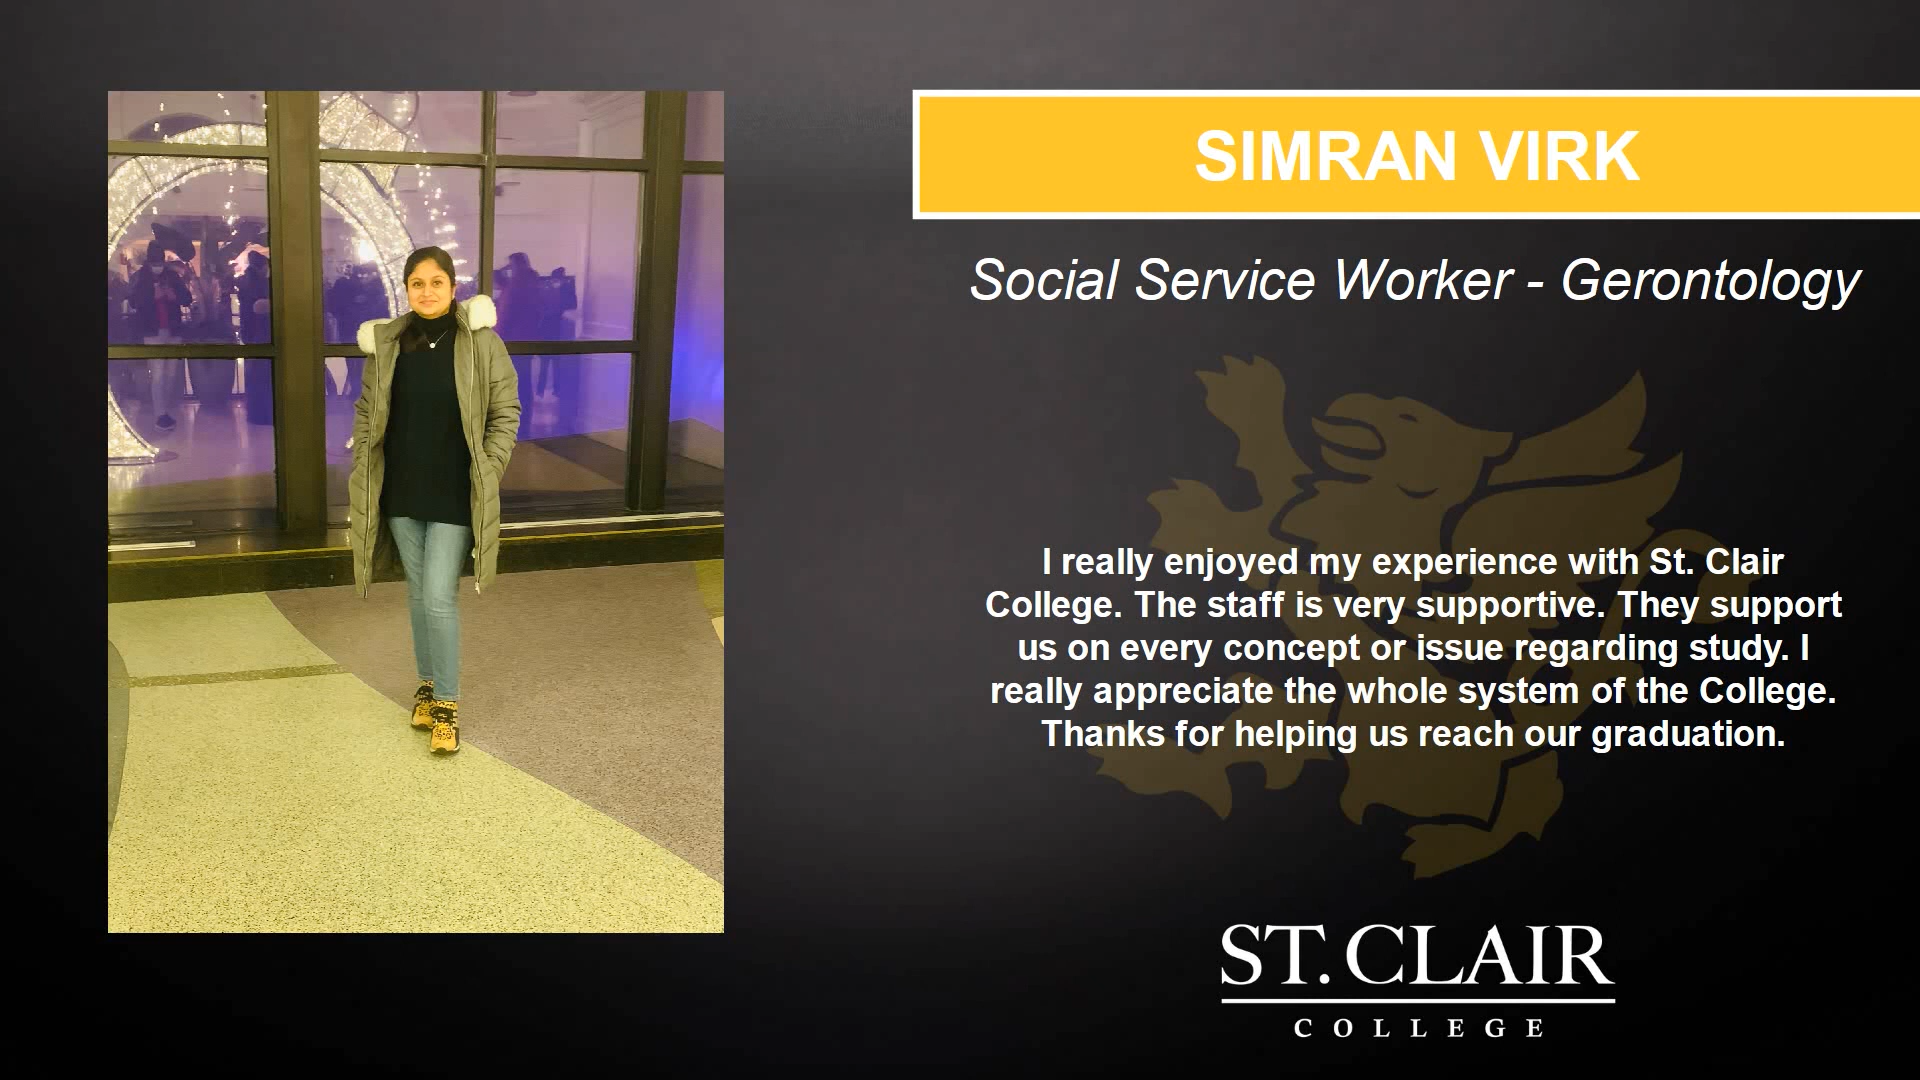 SIMRAN VIRK
Social Service Worker - Gerontology
I really enjoyed my experience with St. Clair
College. The staff is very supportive. They support
us on every concept or issue regarding study. I
really appreciate the whole system of the College.
Thanks for helping us reach our graduation.
ST. CLAIR
COLLEGE